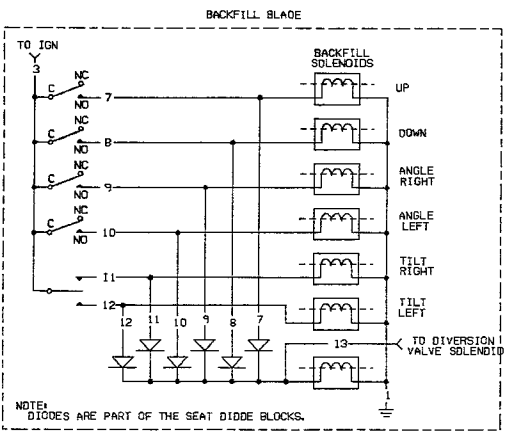 BACKFILL BLADE
TO IGN
3
BACKFILL
SOLENOIDS
NC
C
NO
7
UP
NC
C
NO
8
DOWN
NC
C
NO
9
ANGLE
RIGHT
NC
C
NO
10
ANGLE
LEFT
11
TILT
RIGHT
12
TILT
LEFT
12
11
10
9
8
7
13
TO DIVERSION
VALVE SOLENOID
1
NOTE:
DIODES ARE PART OF THE SEAT DIODE BLOCKS.